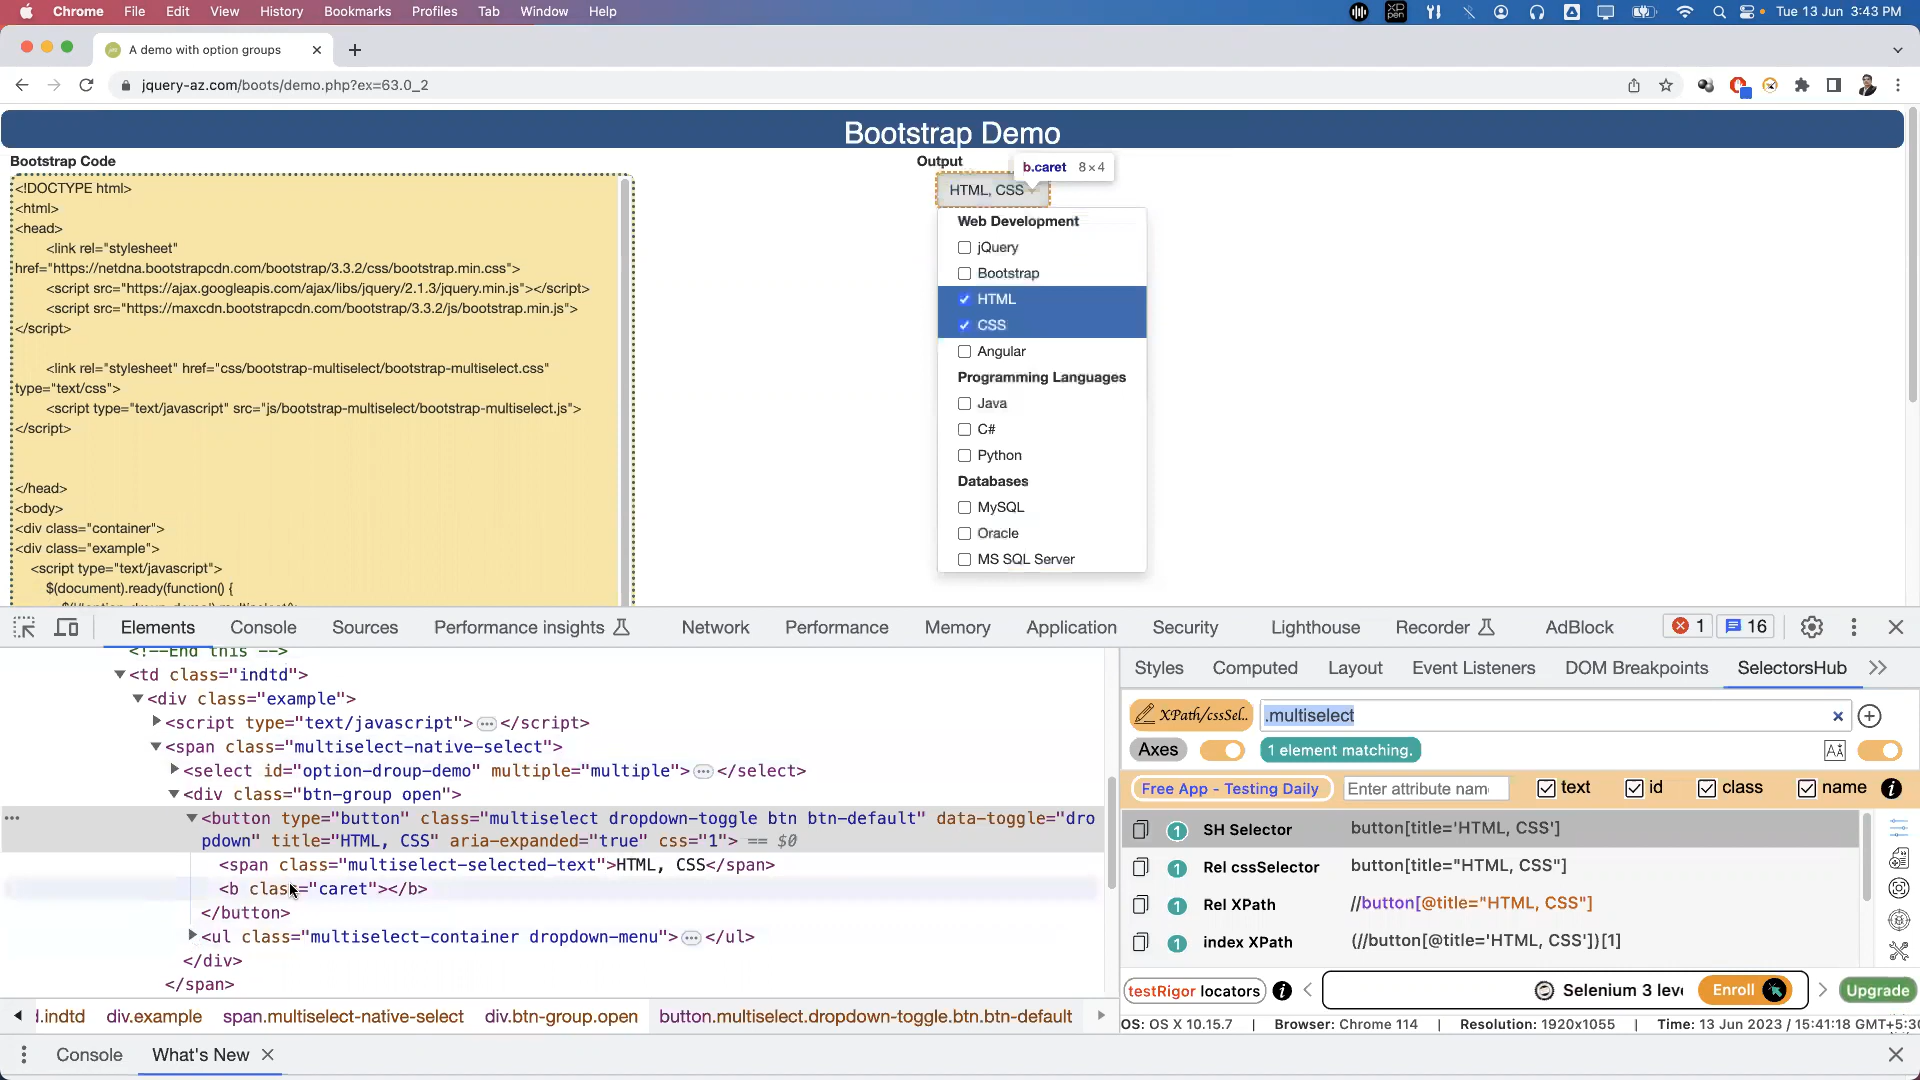 Chrome File Edit View History Bookmarks Profiles Tab Window Help
XP
pen
Tue 13 Jun 3:43 PM
A demo with option groups
jquery-az.com/boots/demo.php?ex=63.0_2
Bootstrap Demo
Bootstrap Code
Output
b.caret 8×4
<!DOCTYPE html>
<html>
<head>
<link rel="stylesheet"
href="https://netdna.bootstrapcdn.com/bootstrap/3.3.2/css/bootstrap.min.css">
<script src="https://ajax.googleapis.com/ajax/libs/jquery/2.1.3/jquery.min.js"></script>
<script src="https://maxcdn.bootstrapcdn.com/bootstrap/3.3.2/js/bootstrap.min.js">
</script>
<link rel="stylesheet" href="css/bootstrap-multiselect/bootstrap-multiselect.css"
type="text/css">
<script type="text/javascript" src="js/bootstrap-multiselect/bootstrap-multiselect.js">
</script>
</head>
<body>
<div class="container">
<div class="example">
<script type="text/javascript">
$(document).ready(function() {
HTML, CSS
Web Development
jQuery
Bootstrap
HTML
CSS
Angular
Programming Languages
Java
C#
Python
Databases
MySQL
Oracle
MS SQL Server
Elements Console Sources Performance insights Network Performance Memory Application Security Lighthouse Recorder AdBlock 1 16
<!--End this -->
<td class="indtd">
<div class="example">
<script type="text/javascript"> </script>
<span class="multiselect-native-select">
<select id="option-droup-demo" multiple="multiple"> </select>
<div class="btn-group open">
<button type="button" class="multiselect dropdown-toggle btn btn-default" data-toggle="dro
pdown" title="HTML, CSS" aria-expanded="true" css="1"> == $0
<span class="multiselect-selected-text">HTML, CSS</span>
<b class="caret"></b>
</button>
<ul class="multiselect-container dropdown-menu"> </ul>
</div>
</span>
d.indtd div.example span.multiselect-native-select div.btn-group.open button.multiselect.dropdown-toggle.btn.btn-default
Styles Computed Layout Event Listeners DOM Breakpoints SelectorsHub
XPath/cssSel.. .multiselect
Axes 1 element matching.
Free App - Testing Daily Enter attribute name text id class name
1 SH Selector button[title='HTML, CSS']
1 Rel cssSelector button[title="HTML, CSS"]
1 Rel XPath //button[@title="HTML, CSS"]
1 index XPath (//button[@title='HTML, CSS'])[1]
testRigor locators Selenium 3 leve Enroll Upgrade
OS: OS X 10.15.7 | Browser: Chrome 114 | Resolution: 1920x1055 | Time: 13 Jun 2023 / 15:41:18 GMT+5:30
Console What's New